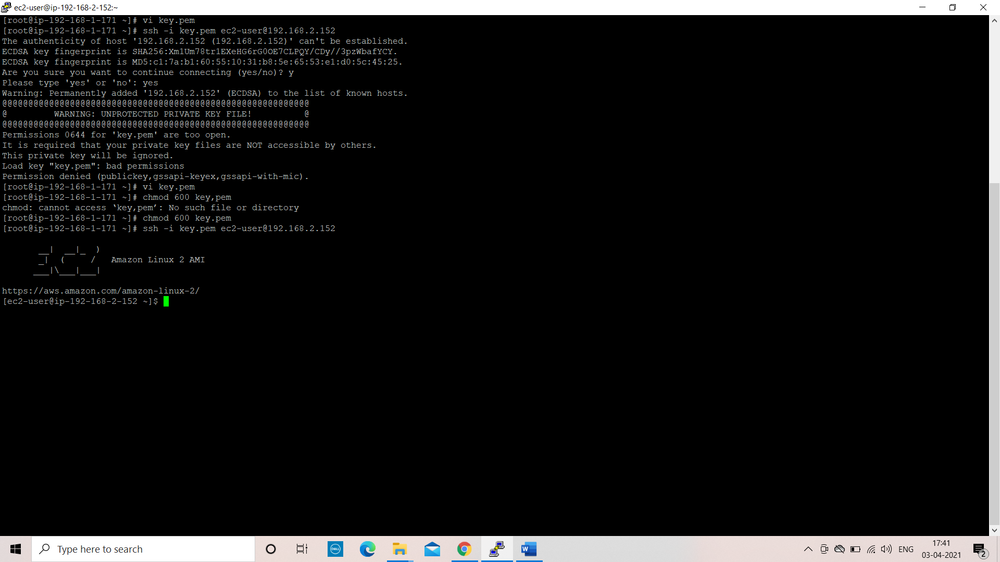 ec2-user@ip-192-168-2-152:~
[root@ip-192-168-1-171 ~]# vi key.pem
[root@ip-192-168-1-171 ~]# ssh -i key.pem ec2-user@192.168.2.152
The authenticity of host '192.168.2.152 (192.168.2.152)' can't be established.
ECDSA key fingerprint is SHA256:Xm1Um78tr1EXeHG6rG0OE7CLPQY/CDy//3pzWbafYCY.
ECDSA key fingerprint is MD5:c1:7a:b1:60:55:10:31:b8:5e:65:53:e1:d0:5c:45:25.
Are you sure you want to continue connecting (yes/no)? y
Please type 'yes' or 'no': yes
Warning: Permanently added '192.168.2.152' (ECDSA) to the list of known hosts.
@@@@@@@@@@@@@@@@@@@@@@@@@@@@@@@@@@@@@@@@@@@@@@@@@@@@@@@@@@@
@         WARNING: UNPROTECTED PRIVATE KEY FILE!          @
@@@@@@@@@@@@@@@@@@@@@@@@@@@@@@@@@@@@@@@@@@@@@@@@@@@@@@@@@@@
Permissions 0644 for 'key.pem' are too open.
It is required that your private key files are NOT accessible by others.
This private key will be ignored.
Load key "key.pem": bad permissions
Permission denied (publickey,gssapi-keyex,gssapi-with-mic).
[root@ip-192-168-1-171 ~]# vi key.pem
[root@ip-192-168-1-171 ~]# chmod 600 key,pem
chmod: cannot access ‘key,pem’: No such file or directory
[root@ip-192-168-1-171 ~]# chmod 600 key.pem
[root@ip-192-168-1-171 ~]# ssh -i key.pem ec2-user@192.168.2.152
       __|  __|_  )
       _|  (     /   Amazon Linux 2 AMI
      ___|\___|___|
https://aws.amazon.com/amazon-linux-2/
[ec2-user@ip-192-168-2-152 ~]$
Type here to search
DELL
W
ENG
17:41
03-04-2021
2